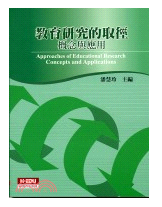 教育研究的取徑
概念與應用
Approaches of Educational Research
Concepts and Applications
潘慧玲 主編